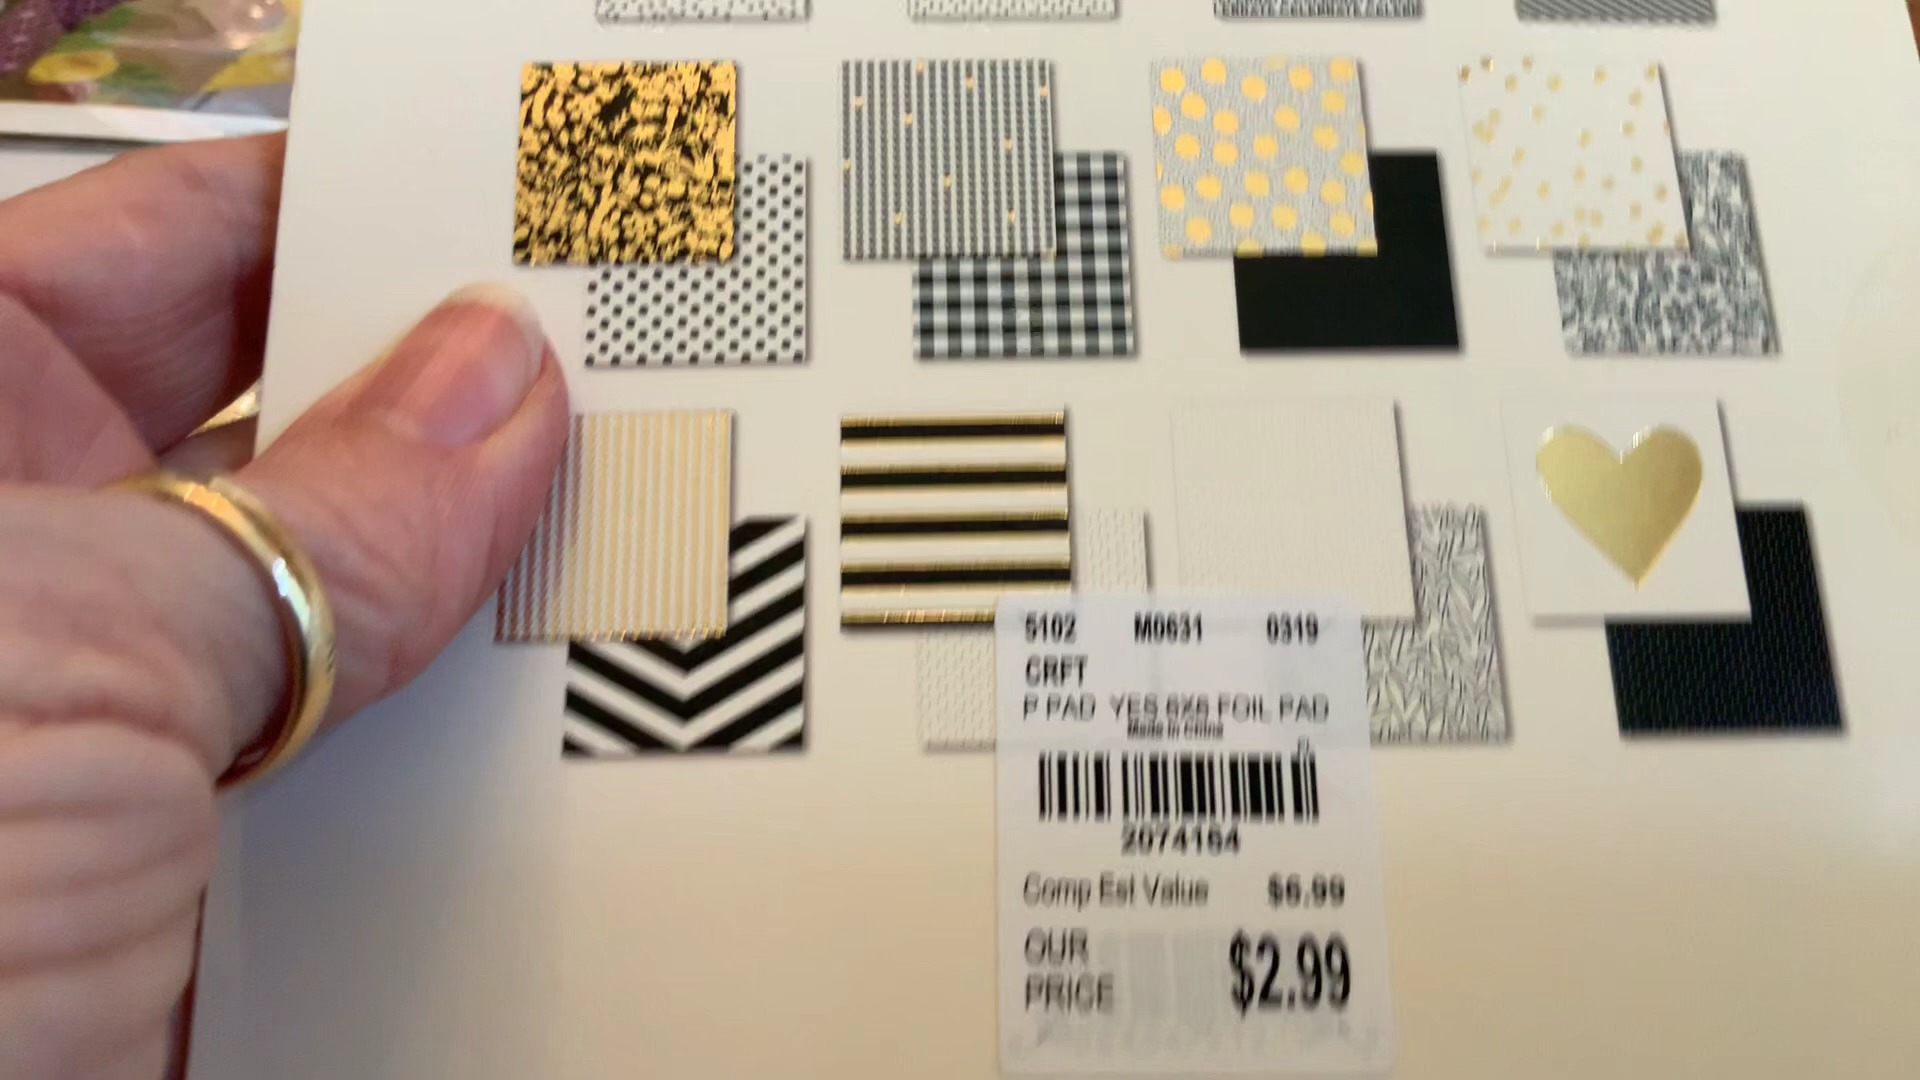 5102 M0631 0319
CRFT
P PAD YES 6X6 FOIL PAD
Made in China
2074164
Comp Est Value $6.99
OUR
PRICE $2.99